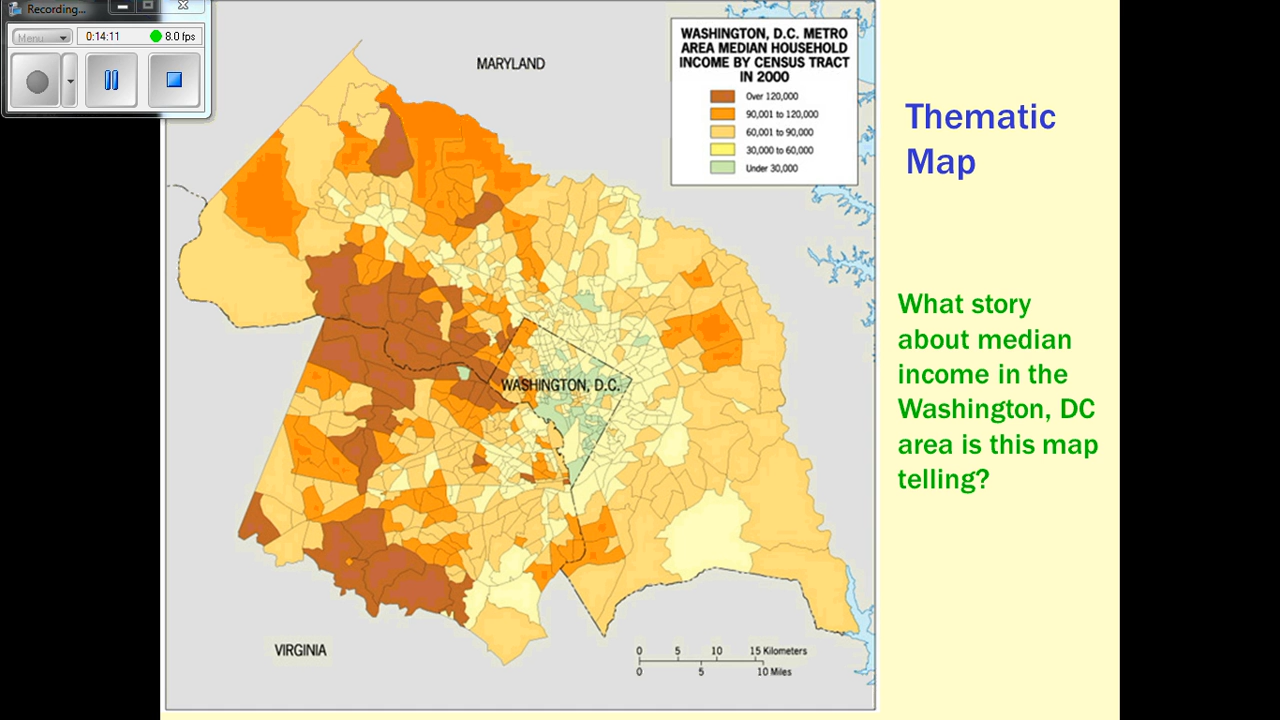 Recording...
Menu
0:14:11
8.0 fps
MARYLAND
WASHINGTON, D.C. METRO
AREA MEDIAN HOUSEHOLD
INCOME BY CENSUS TRACT
IN 2000
Over 120,000
90,001 to 120,000
60,001 to 90,000
30,000 to 60,000
Under 30,000
WASHINGTON, D.C.
VIRGINIA
0 5 10 15 Kilometers
0 5 10 Miles
Thematic
Map
What story
about median
income in the
Washington, DC
area is this map
telling?